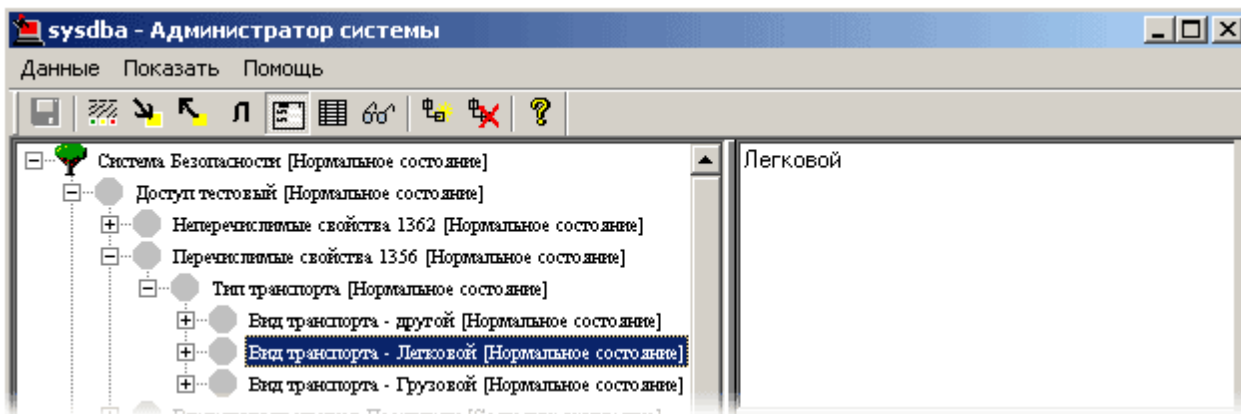 sysdba - Администратор системы
Данные Показать Помощь
Л
Система Безопасности [Нормальное состояние]
Легковой
Доступ тестовый [Нормальное состояние]
Неперечислимые свойства 1362 [Нормальное состояние]
Перечислимые свойства 1356 [Нормальное состояние]
Тип транспорта [Нормальное состояние]
Вид транспорта - другой [Нормальное состояние]
Вид транспорта - Легковой [Нормальное состояние]
Вид транспорта - Грузовой [Нормальное состояние]